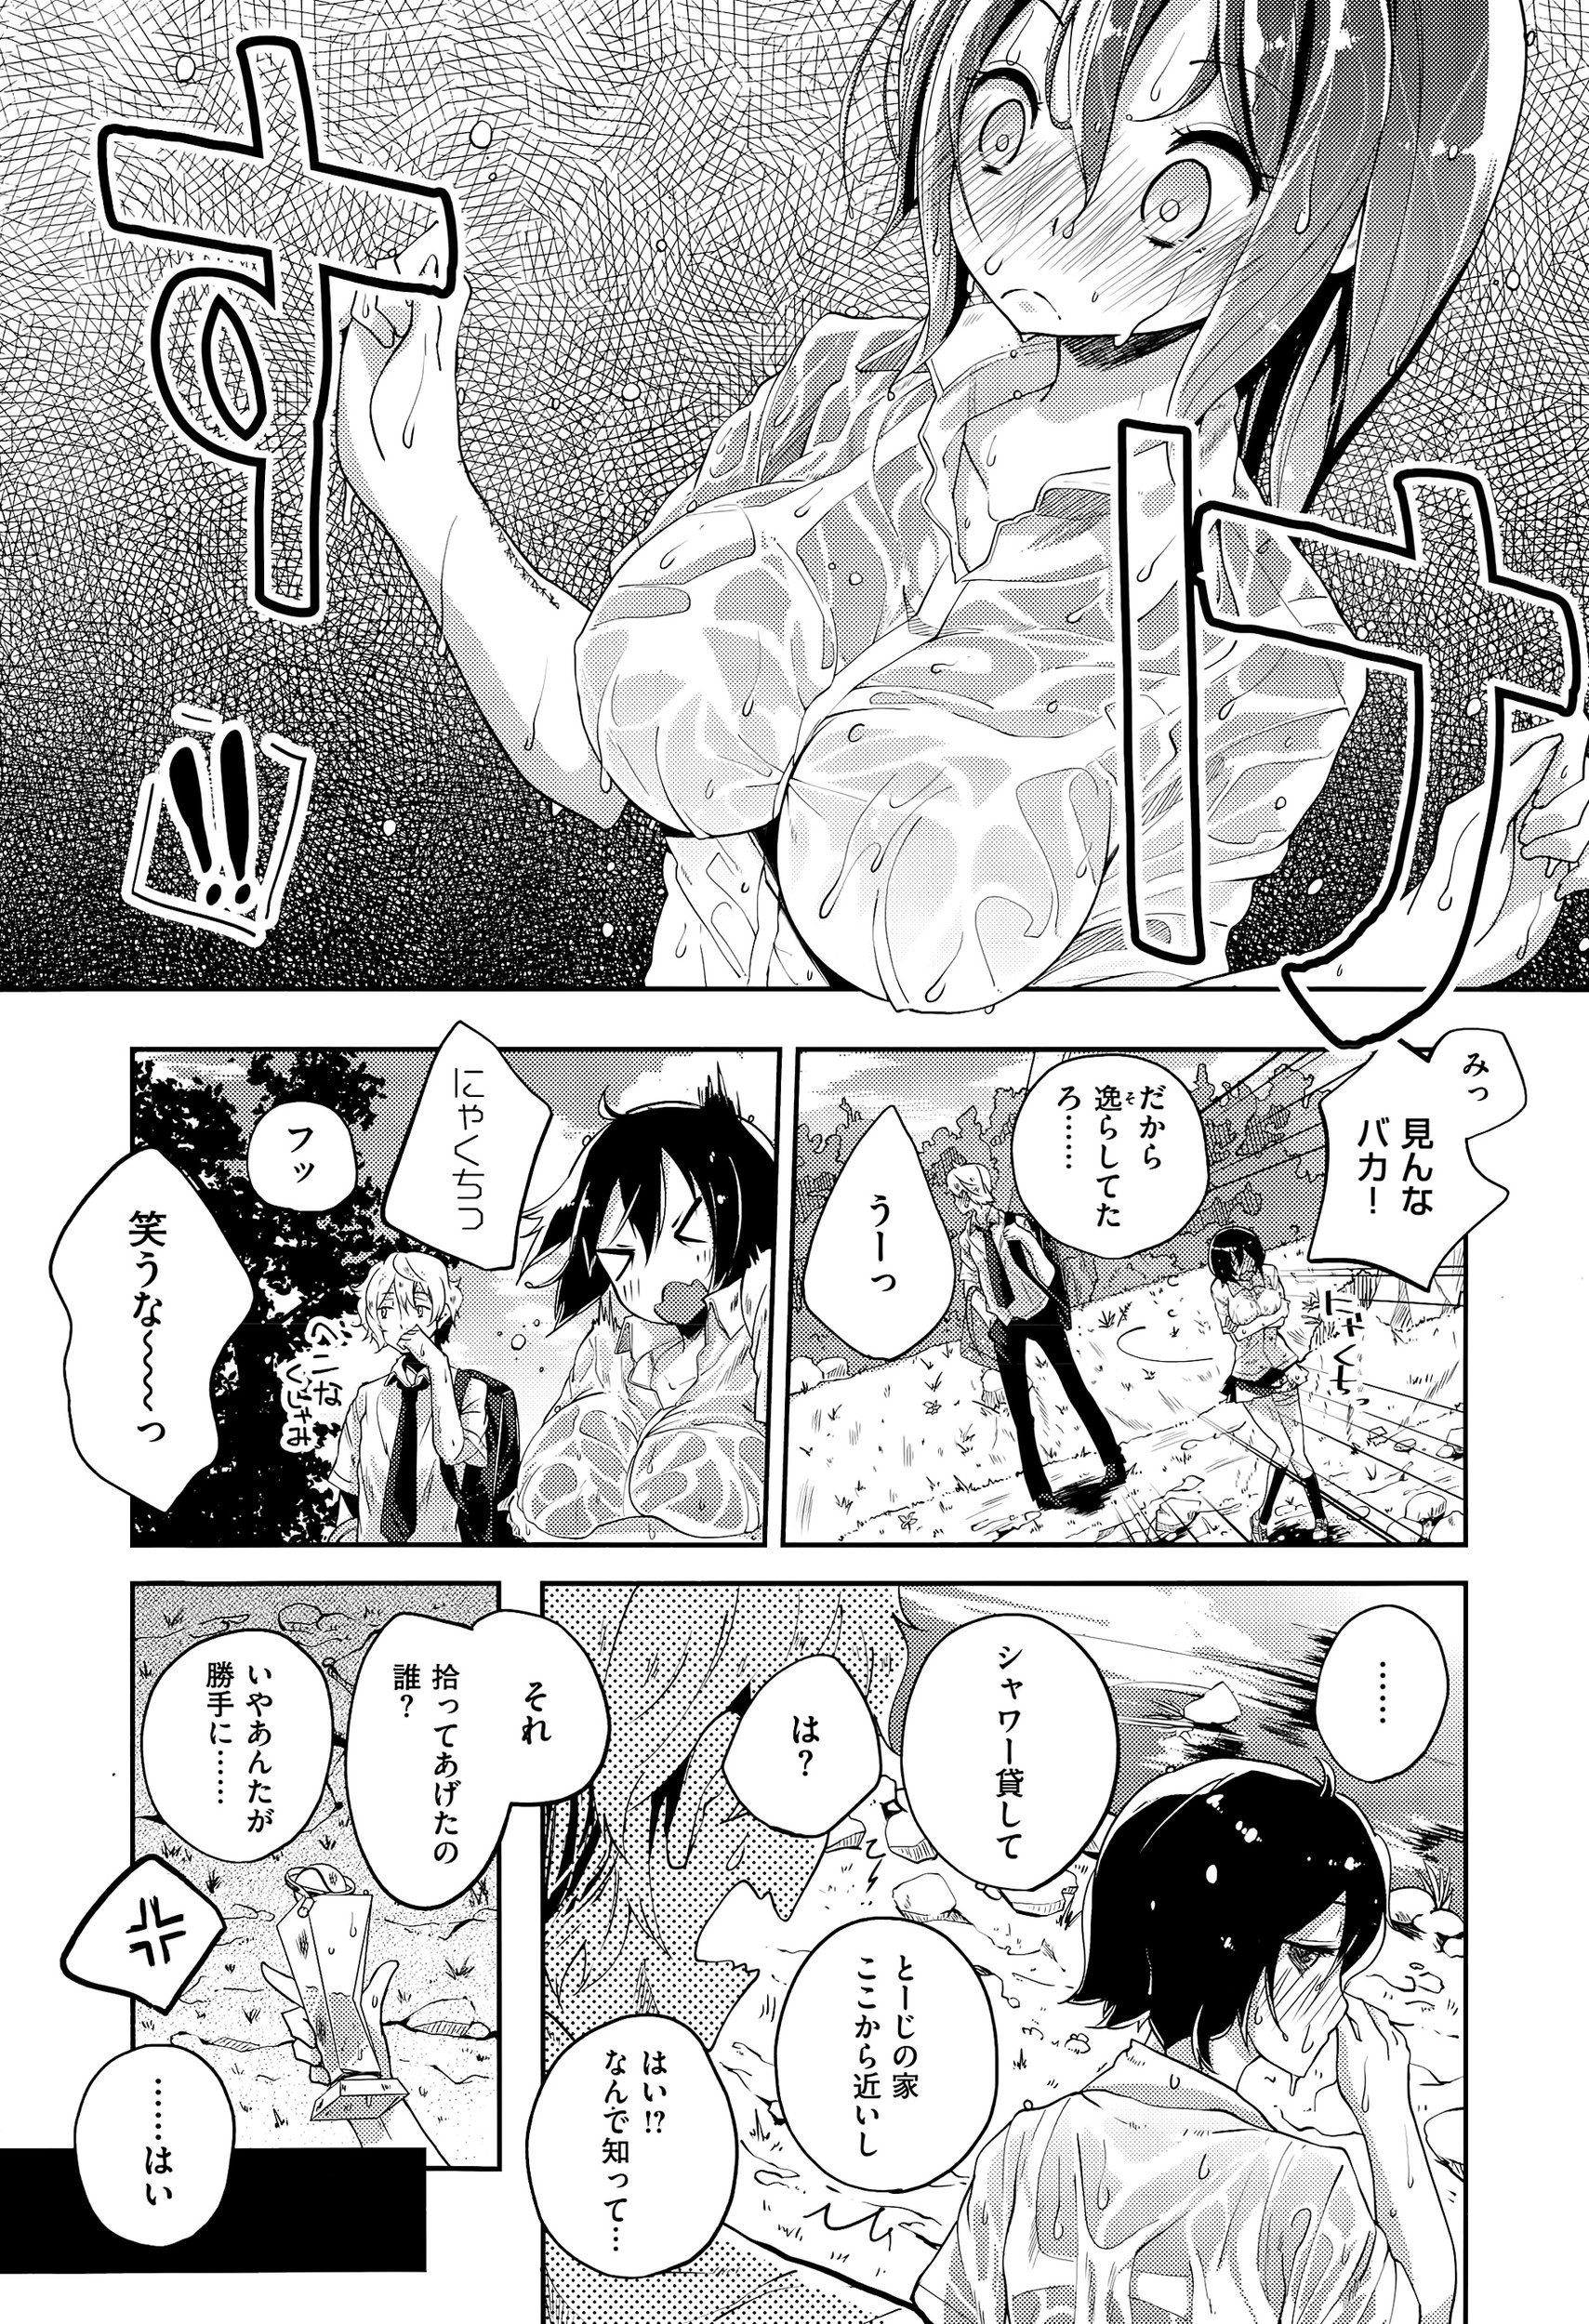 すけ
!!
みっ
見んな
バカ!
だから
逸らしてた
ろ……
そ
うーっ
にゃくちっ
にゃくちっ
フッ
ヘンな
くしゃみ
笑うな~~~~っ
……
シャワー貸して
は?
とーじの家
ここから近いし
はい!?
なんで知って…
それ
拾ってあげたの
誰?
いやあんたが
勝手に……
……はい